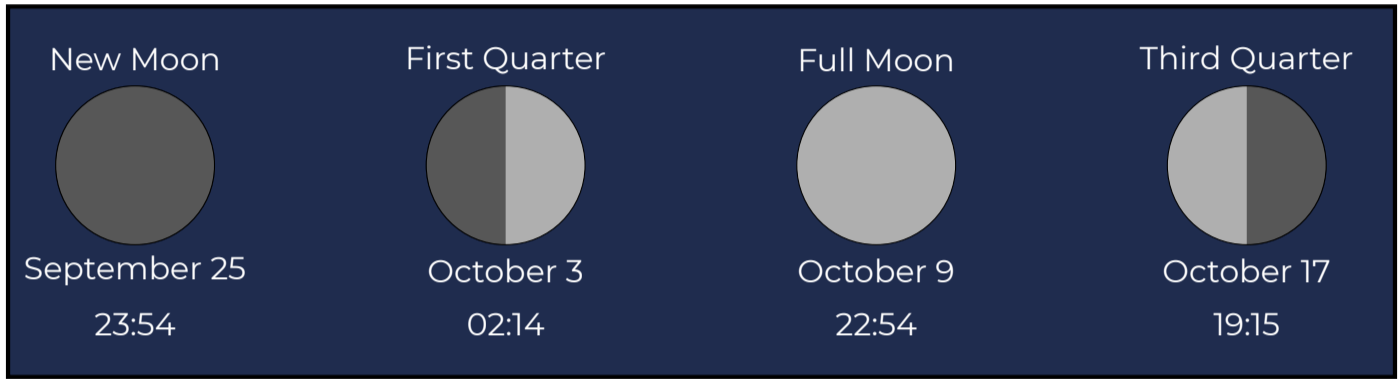 New Moon
September 25
23:54
First Quarter
October 3
02:14
Full Moon
October 9
22:54
Third Quarter
October 17
19:15